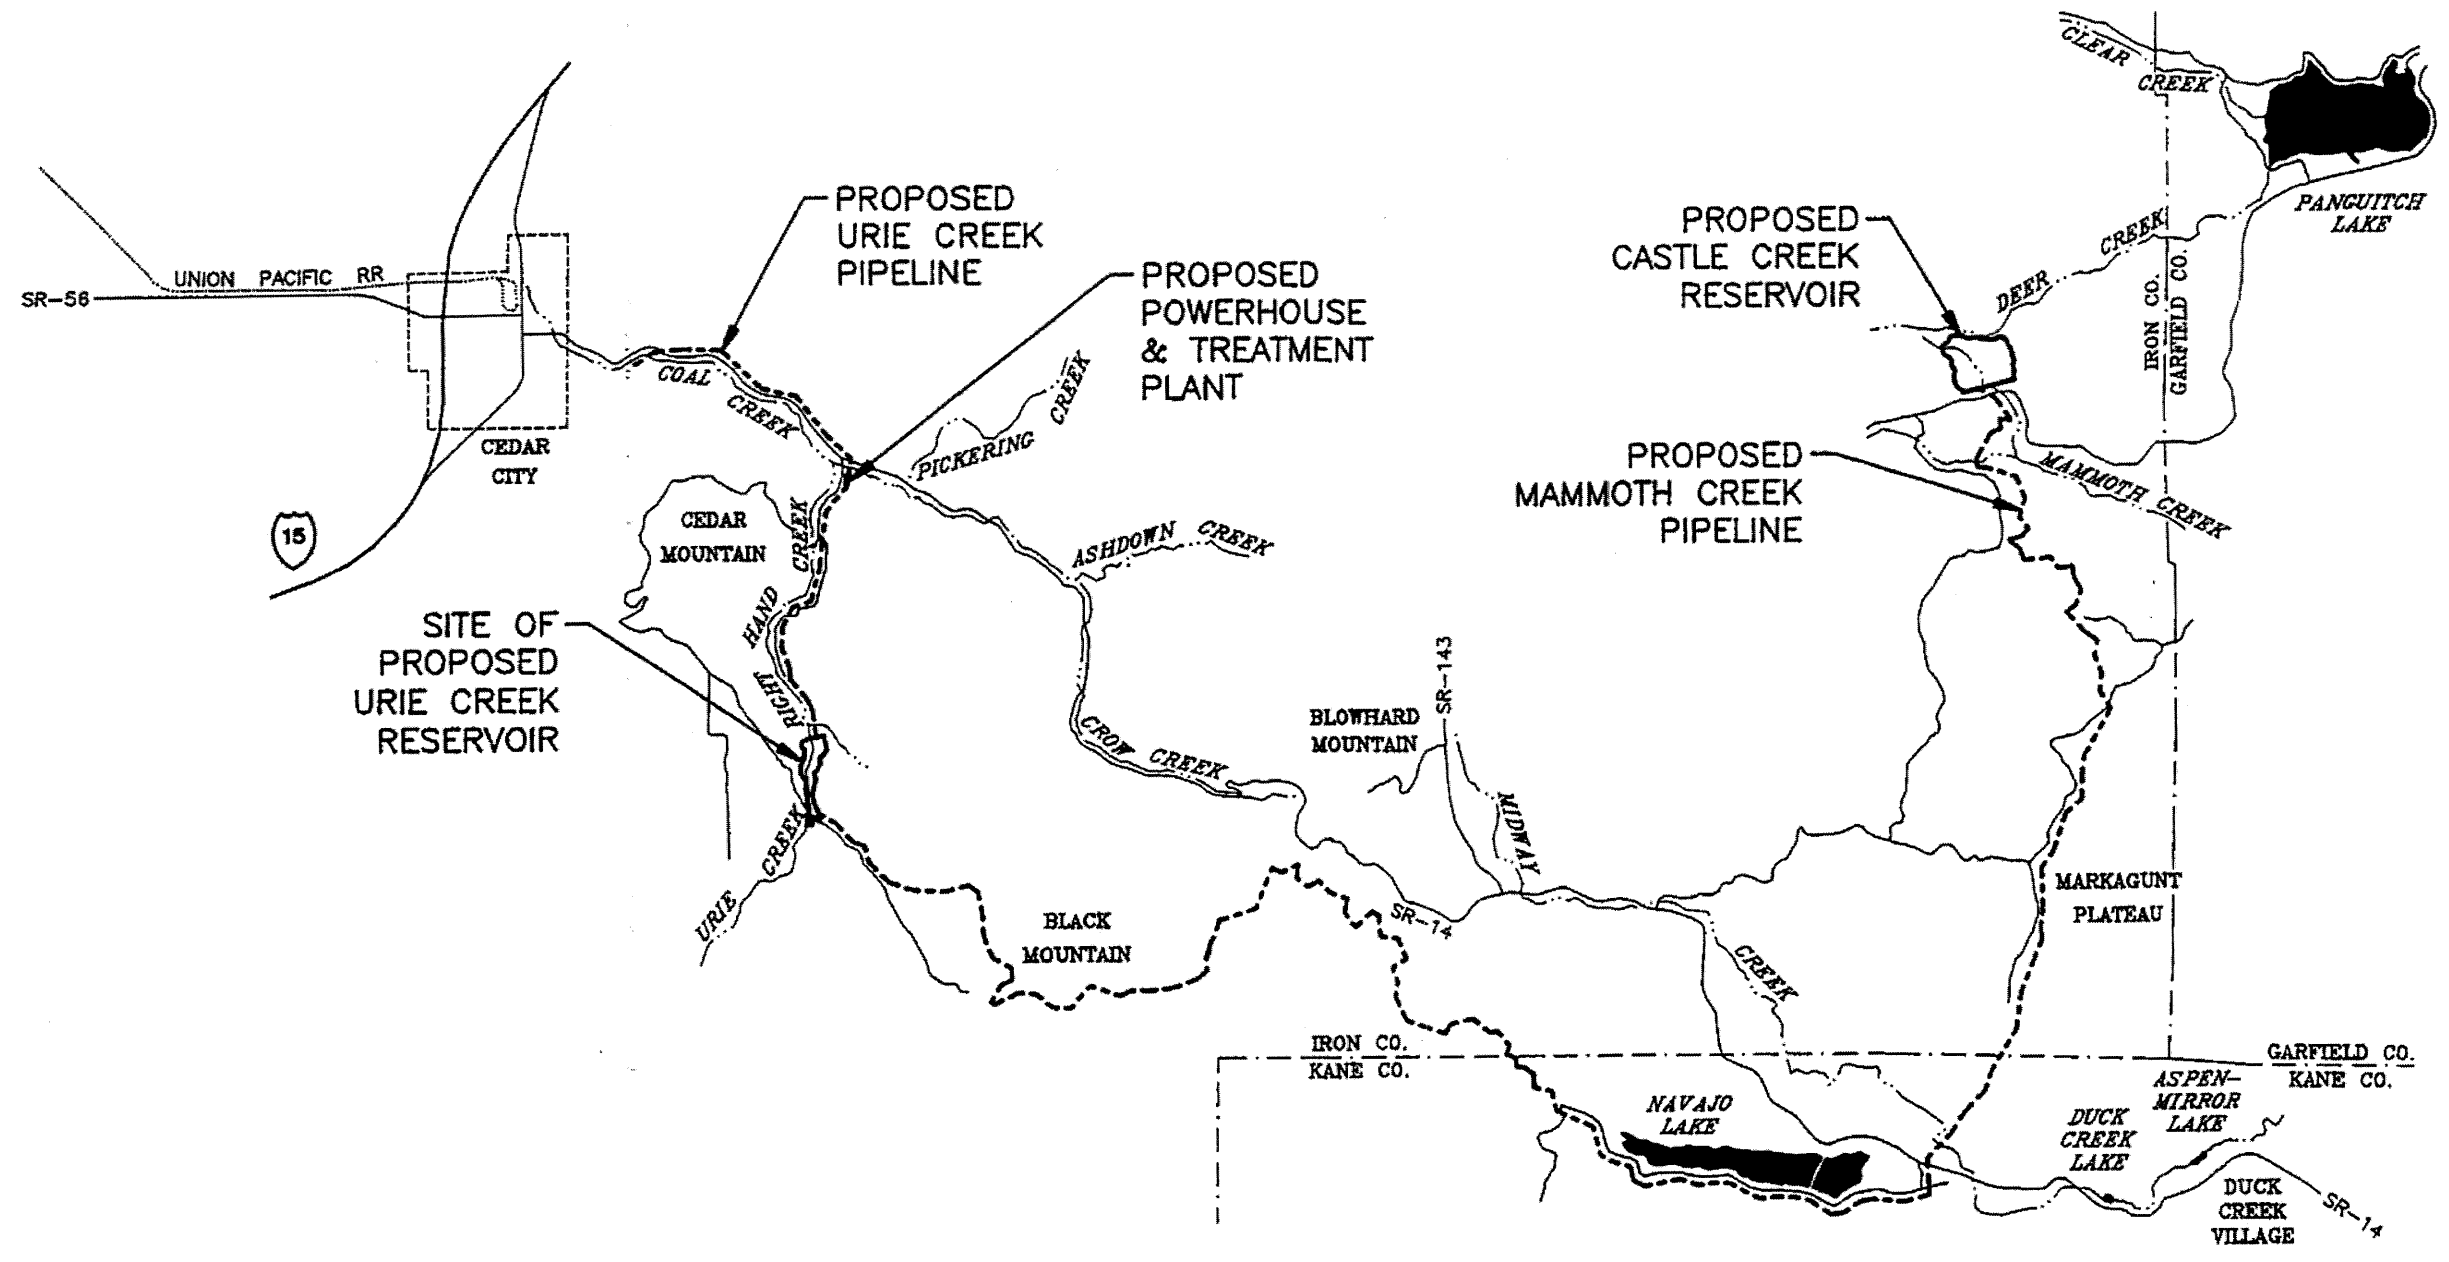 CLEAR
CREEK
PANGUITCH
LAKE
PROPOSED
URIE CREEK
PIPELINE
PROPOSED
POWERHOUSE
& TREATMENT
PLANT
PROPOSED
CASTLE CREEK
RESERVOIR
DEER CREEK
IRON CO.
GARFIELD CO.
UNION PACIFIC RR
SR-56
COAL
CREEK
PICKERING CREEK
CEDAR
CITY
PROPOSED
MAMMOTH CREEK
PIPELINE
MAMMOTH CREEK
15
CEDAR
MOUNTAIN
RIGHT HAND CREEK
ASHDOWN CREEK
SITE OF
PROPOSED
URIE CREEK
RESERVOIR
CROW CREEK
BLOWHARD
MOUNTAIN
SR-143
MIDWAY
CREEK
URIE CREEK
BLACK
MOUNTAIN
SR-14
MARKAGUNT
PLATEAU
IRON CO.
KANE CO.
GARFIELD CO.
KANE CO.
NAVAJO
LAKE
DUCK
CREEK
LAKE
ASPEN-
MIRROR
LAKE
DUCK
CREEK
VILLAGE
SR-14